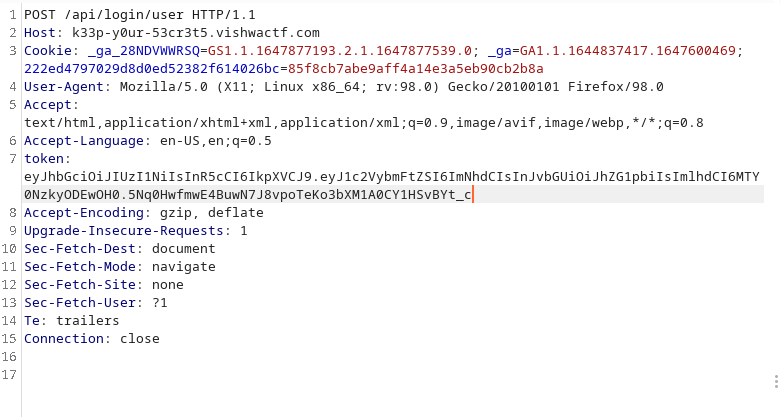 1 POST /api/login/user HTTP/1.1
2 Host: k33p-y0ur-53cr3t5.vishwactf.com
3 Cookie: _ga_28NDVWWRSQ=GS1.1.1647877193.2.1.1647877539.0; _ga=GA1.1.1644837417.1647600469;
222ed4797029d8d0ed52382f614026bc=85f8cb7abe9aff4a14e3a5eb90cb2b8a
4 User-Agent: Mozilla/5.0 (X11; Linux x86_64; rv:98.0) Gecko/20100101 Firefox/98.0
5 Accept:
text/html,application/xhtml+xml,application/xml;q=0.9,image/avif,image/webp,*/*;q=0.8
6 Accept-Language: en-US,en;q=0.5
7 token:
eyJhbGciOiJIUzI1NiIsInR5cCI6IkpXVCJ9.eyJ1c2VybmFtZSI6ImNhdCIsInJvbGUiOiJhZG1pbiIsImlhdCI6MTY
0NzkyODEwOH0.5Nq0HwfmwE4BuwN7J8vpoTeKo3bXM1A0CY1HSvBYt_c
8 Accept-Encoding: gzip, deflate
9 Upgrade-Insecure-Requests: 1
10 Sec-Fetch-Dest: document
11 Sec-Fetch-Mode: navigate
12 Sec-Fetch-Site: none
13 Sec-Fetch-User: ?1
14 Te: trailers
15 Connection: close
16
17